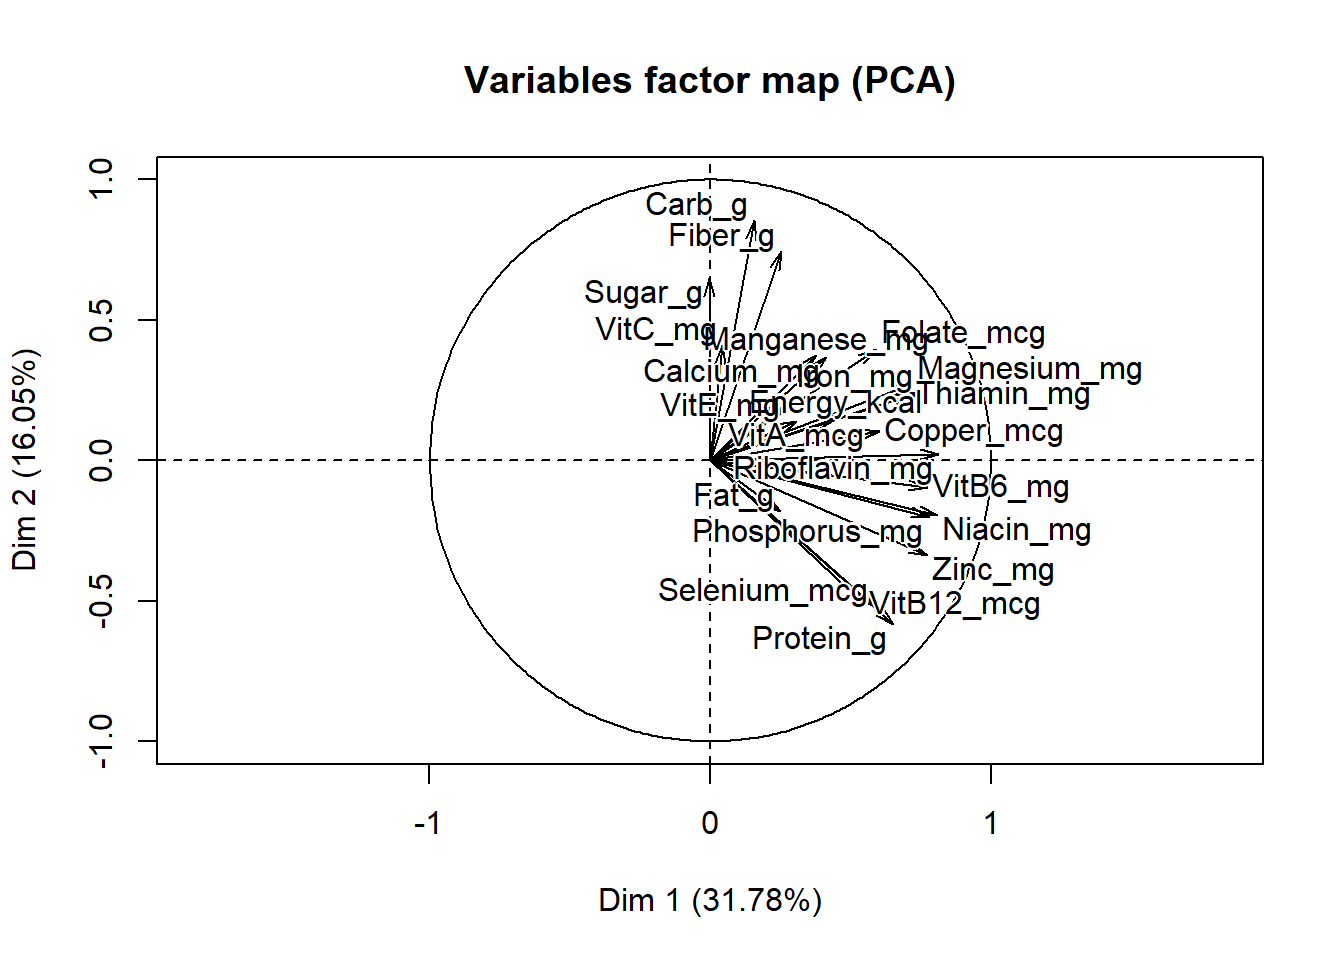 Variables factor map (PCA)
1.0
Carb_g
Fiber_g
Sugar_g
0.5
VitC_mg
Manganese_mg
Folate_mcg
Calcium_mg
Iron_mg
Magnesium_mg
VitE_mg
Energy_kcal
Thiamin_mg
VitA_mcg
Copper_mcg
0.0
Riboflavin_mg
Fat_g
VitB6_mg
Phosphorus_mg
Niacin_mg
Zinc_mg
-0.5
Selenium_mcg
VitB12_mcg
Protein_g
-1.0
Dim 2 (16.05%)
-1
0
1
Dim 1 (31.78%)